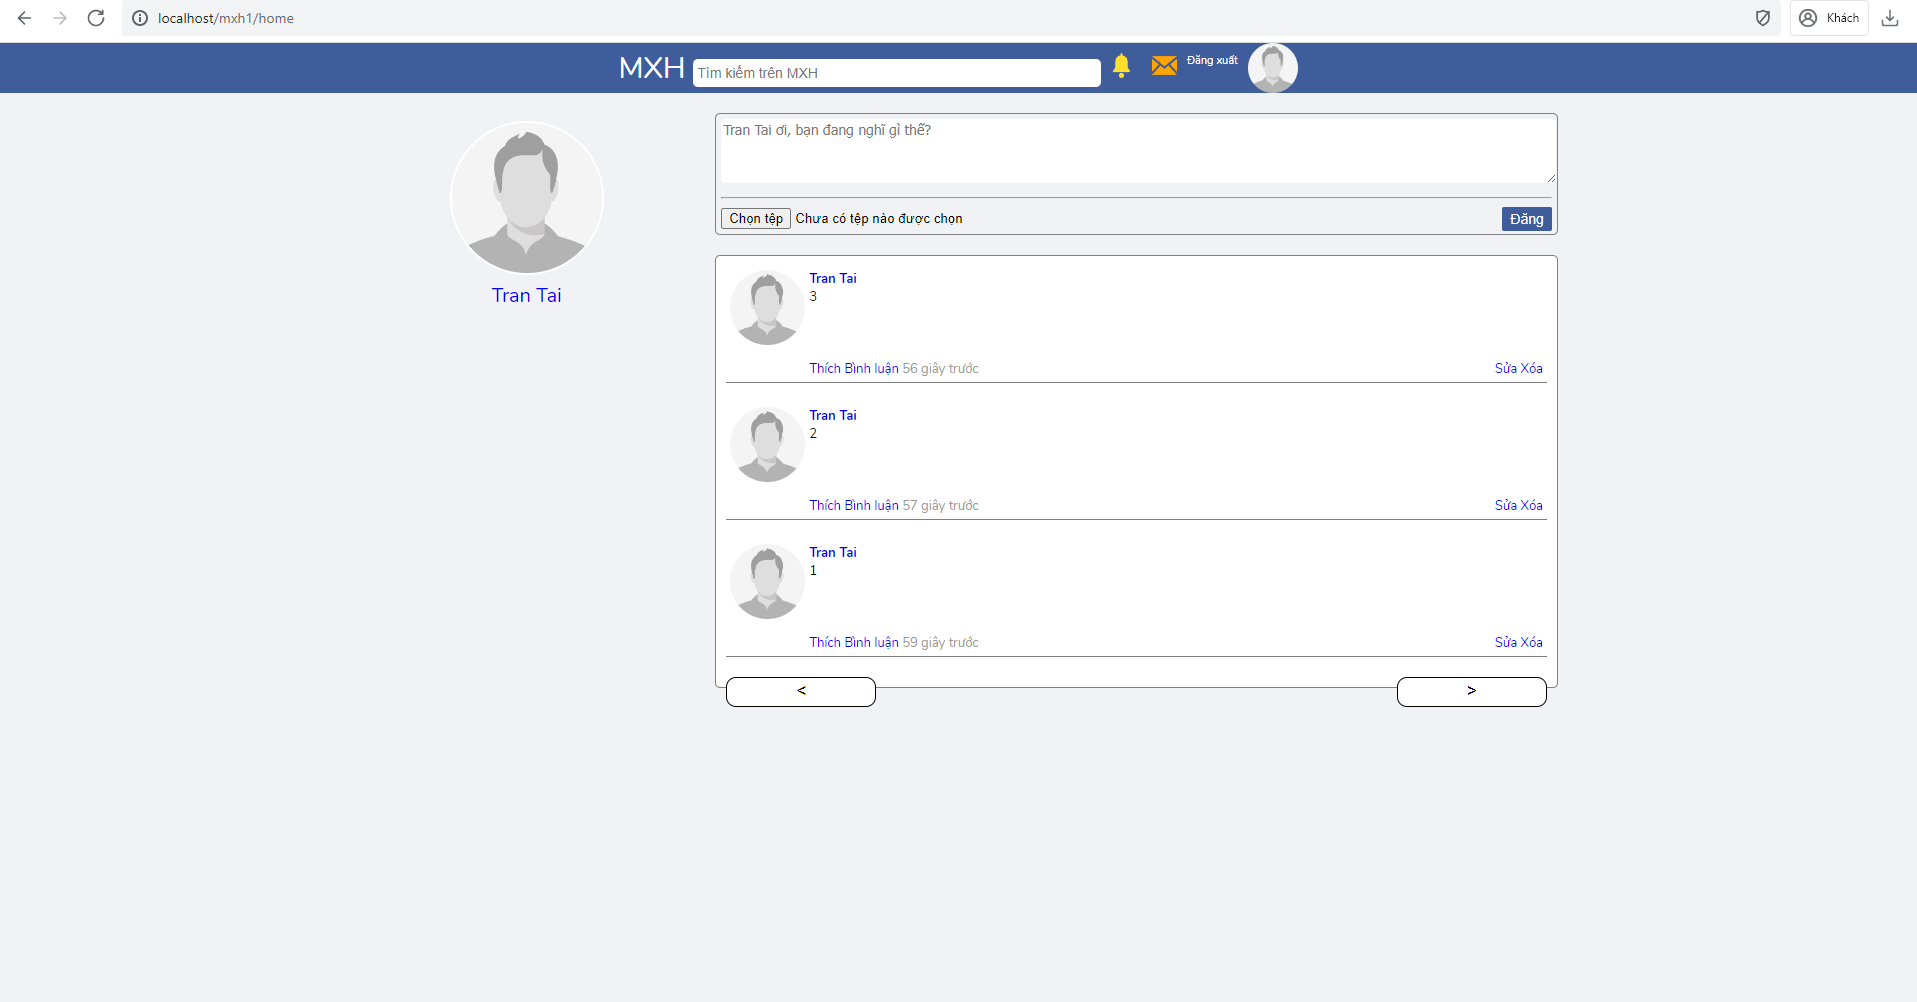 localhost/mxh1/home
Khách
MXH
Tìm kiếm trên MXH
Đăng xuất
Tran Tai
Tran Tai ơi, bạn đang nghĩ gì thế?
Chọn tệp Chưa có tệp nào được chọn
Đăng
Tran Tai
3
Thích Bình luận 56 giây trước
Sửa Xóa
Tran Tai
2
Thích Bình luận 57 giây trước
Sửa Xóa
Tran Tai
1
Thích Bình luận 59 giây trước
Sửa Xóa
<
>